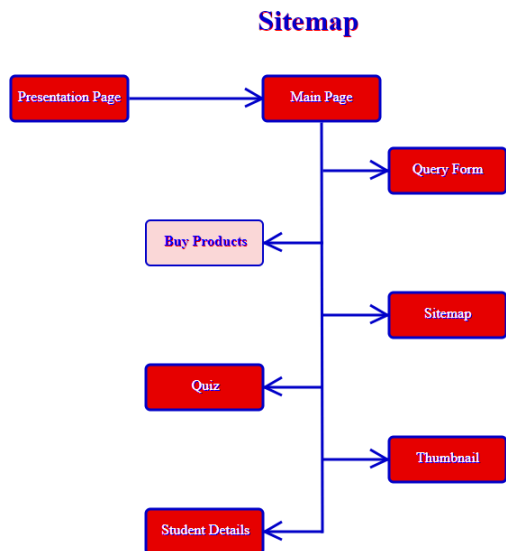 Sitemap
Presentation Page
Main Page
Query Form
Buy Products
Sitemap
Quiz
Thumbnail
Student Details